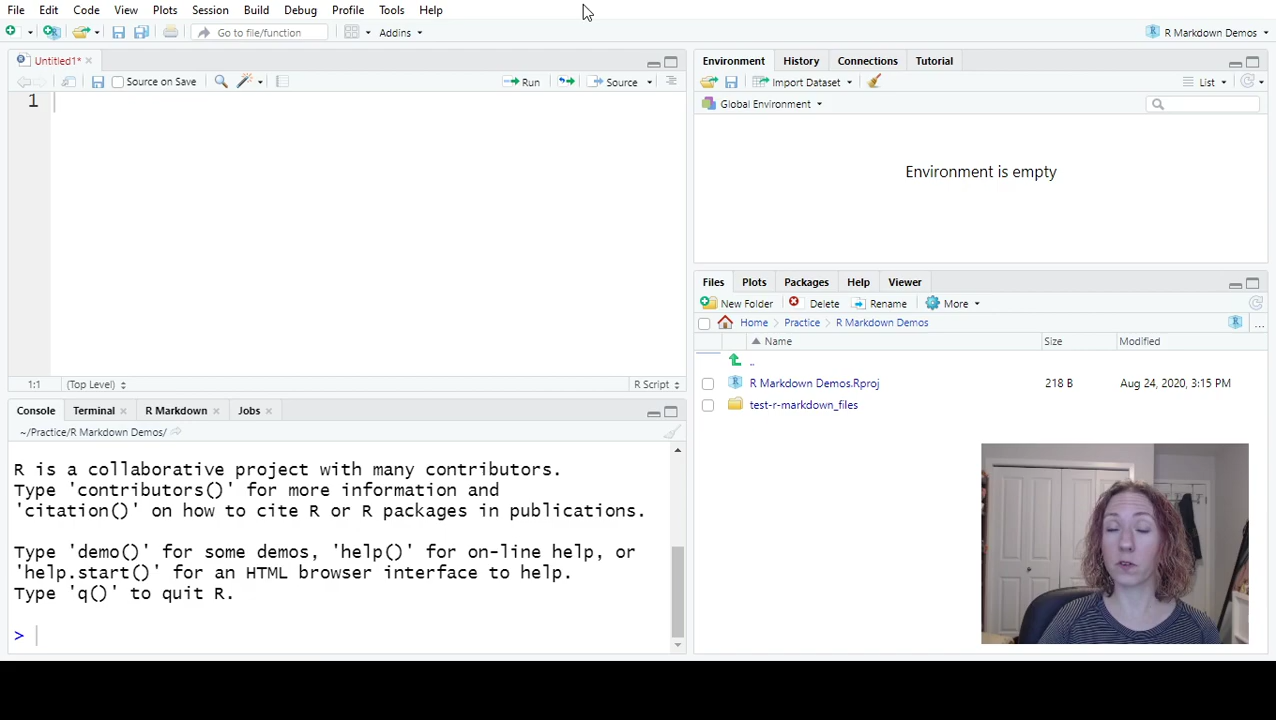 File Edit Code View Plots Session Build Debug Profile Tools Help
Go to file/function Addins R Markdown Demos
Untitled1*
Source on Save Run Source
1
1:1 (Top Level) R Script
Console Terminal R Markdown Jobs
~/Practice/R Markdown Demos/
R is a collaborative project with many contributors.
Type 'contributors()' for more information and
'citation()' on how to cite R or R packages in publications.
Type 'demo()' for some demos, 'help()' for on-line help, or
'help.start()' for an HTML browser interface to help.
Type 'q()' to quit R.
>
Environment History Connections Tutorial
Import Dataset List
Global Environment
Environment is empty
Files Plots Packages Help Viewer
New Folder Delete Rename More
Home Practice R Markdown Demos
Name Size Modified
..
R Markdown Demos.Rproj 218 B Aug 24, 2020, 3:15 PM
test-r-markdown_files